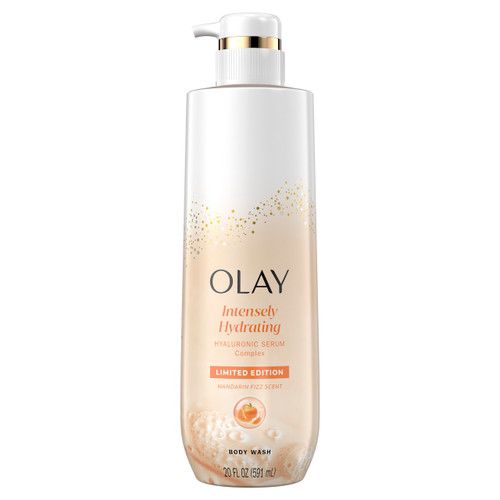 OLAY
Intensely
Hydrating
HYALURONIC SERUM
Complex
LIMITED EDITION
MANDARIN FIZZ SCENT
BODY WASH
20 FL OZ (591 mL)